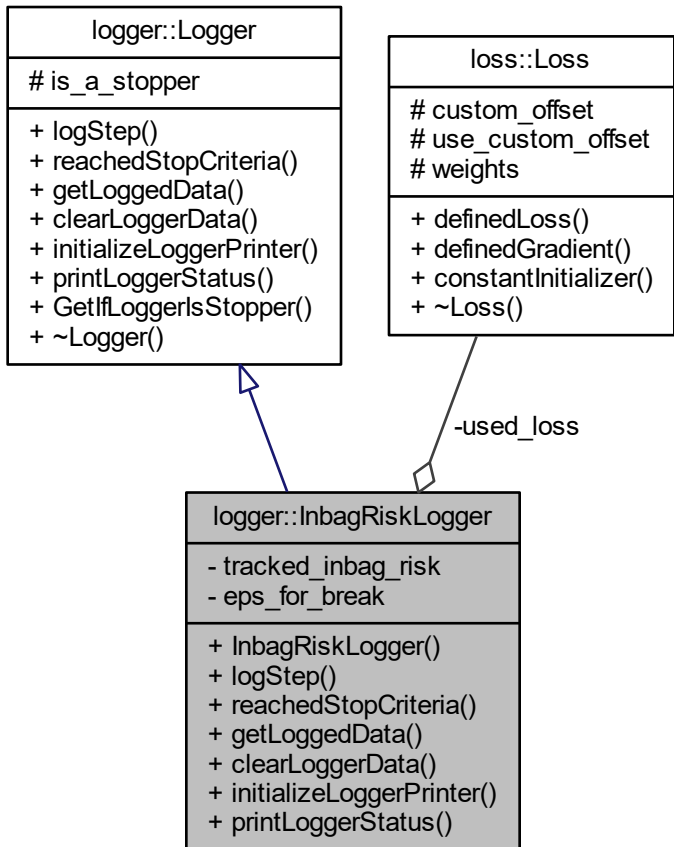 logger::Logger
# is_a_stopper
+ logStep()
+ reachedStopCriteria()
+ getLoggedData()
+ clearLoggerData()
+ initializeLoggerPrinter()
+ printLoggerStatus()
+ GetIfLoggerIsStopper()
+ ~Logger()
loss::Loss
# custom_offset
# use_custom_offset
# weights
+ definedLoss()
+ definedGradient()
+ constantInitializer()
+ ~Loss()
-used_loss
logger::InbagRiskLogger
- tracked_inbag_risk
- eps_for_break
+ InbagRiskLogger()
+ logStep()
+ reachedStopCriteria()
+ getLoggedData()
+ clearLoggerData()
+ initializeLoggerPrinter()
+ printLoggerStatus()